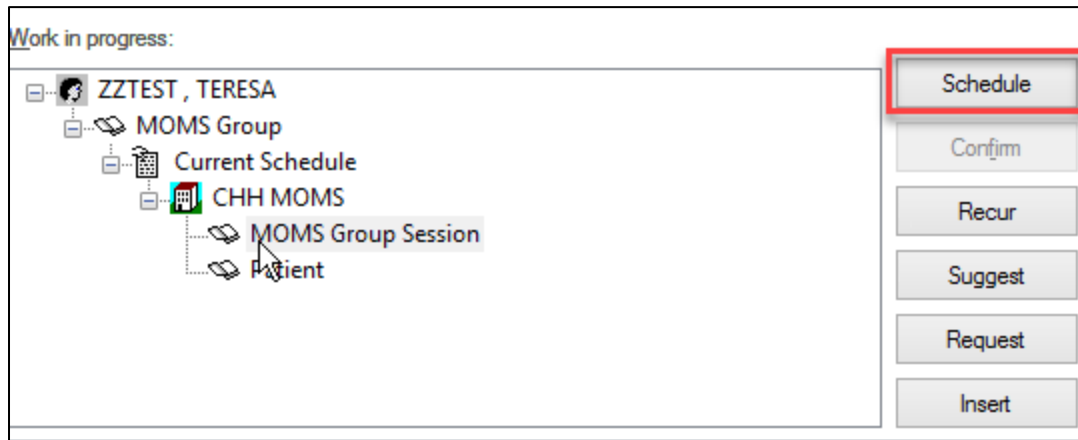 Work in progress:
ZZTEST , TERESA
MOMS Group
Current Schedule
CHH MOMS
MOMS Group Session
Patient
Schedule
Confirm
Recur
Suggest
Request
Insert